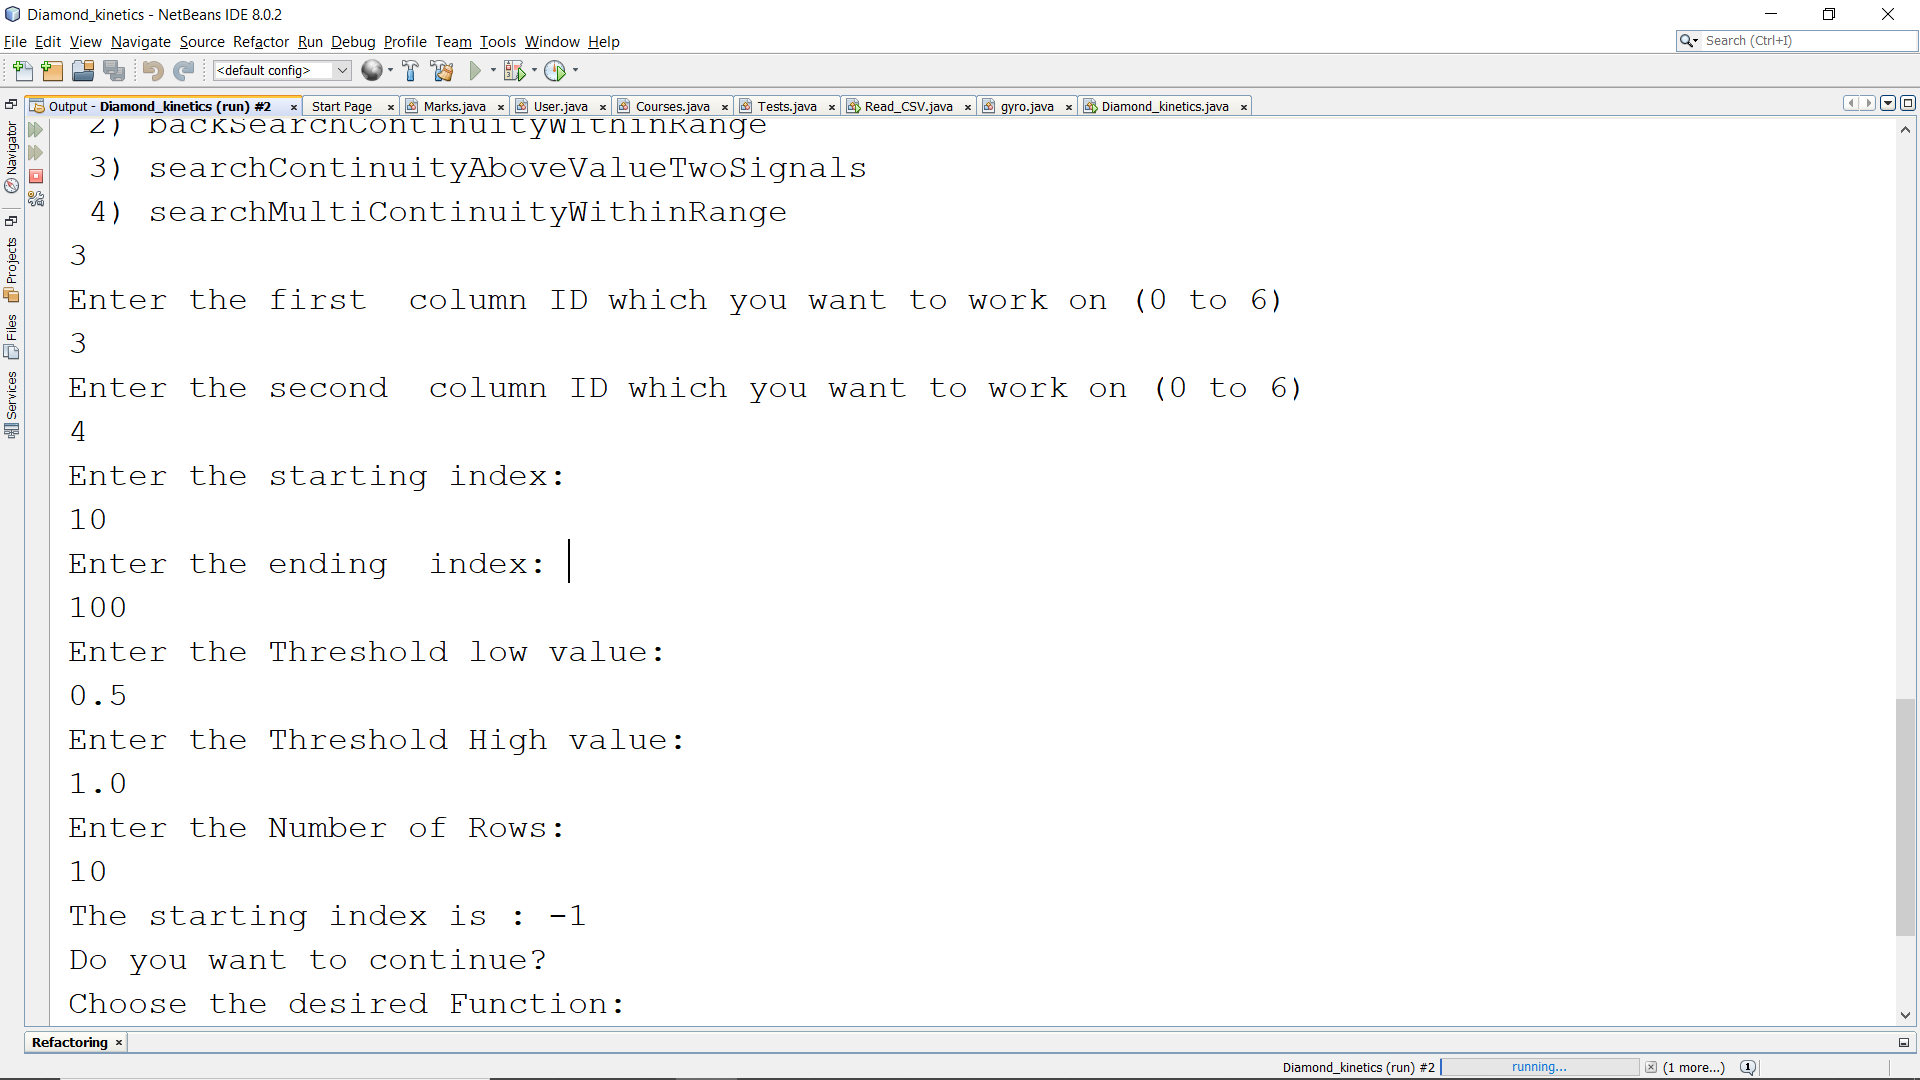 Diamond_kinetics - NetBeans IDE 8.0.2
File Edit View Navigate Source Refactor Run Debug Profile Team Tools Window Help
Search (Ctrl+I)
<default config>
Output - Diamond_kinetics (run) #2 Start Page Marks.java User.java Courses.java Tests.java Read_CSV.java gyro.java Diamond_kinetics.java
Navigator
Projects
Files
Services
2) backSearchContinuityWithinRange
3) searchContinuityAboveValueTwoSignals
4) searchMultiContinuityWithinRange
3
Enter the first  column ID which you want to work on (0 to 6)
3
Enter the second  column ID which you want to work on (0 to 6)
4
Enter the starting index:
10
Enter the ending  index:
100
Enter the Threshold low value:
0.5
Enter the Threshold High value:
1.0
Enter the Number of Rows:
10
The starting index is : -1
Do you want to continue?
Choose the desired Function:
Refactoring
Diamond_kinetics (run) #2 running... (1 more...)